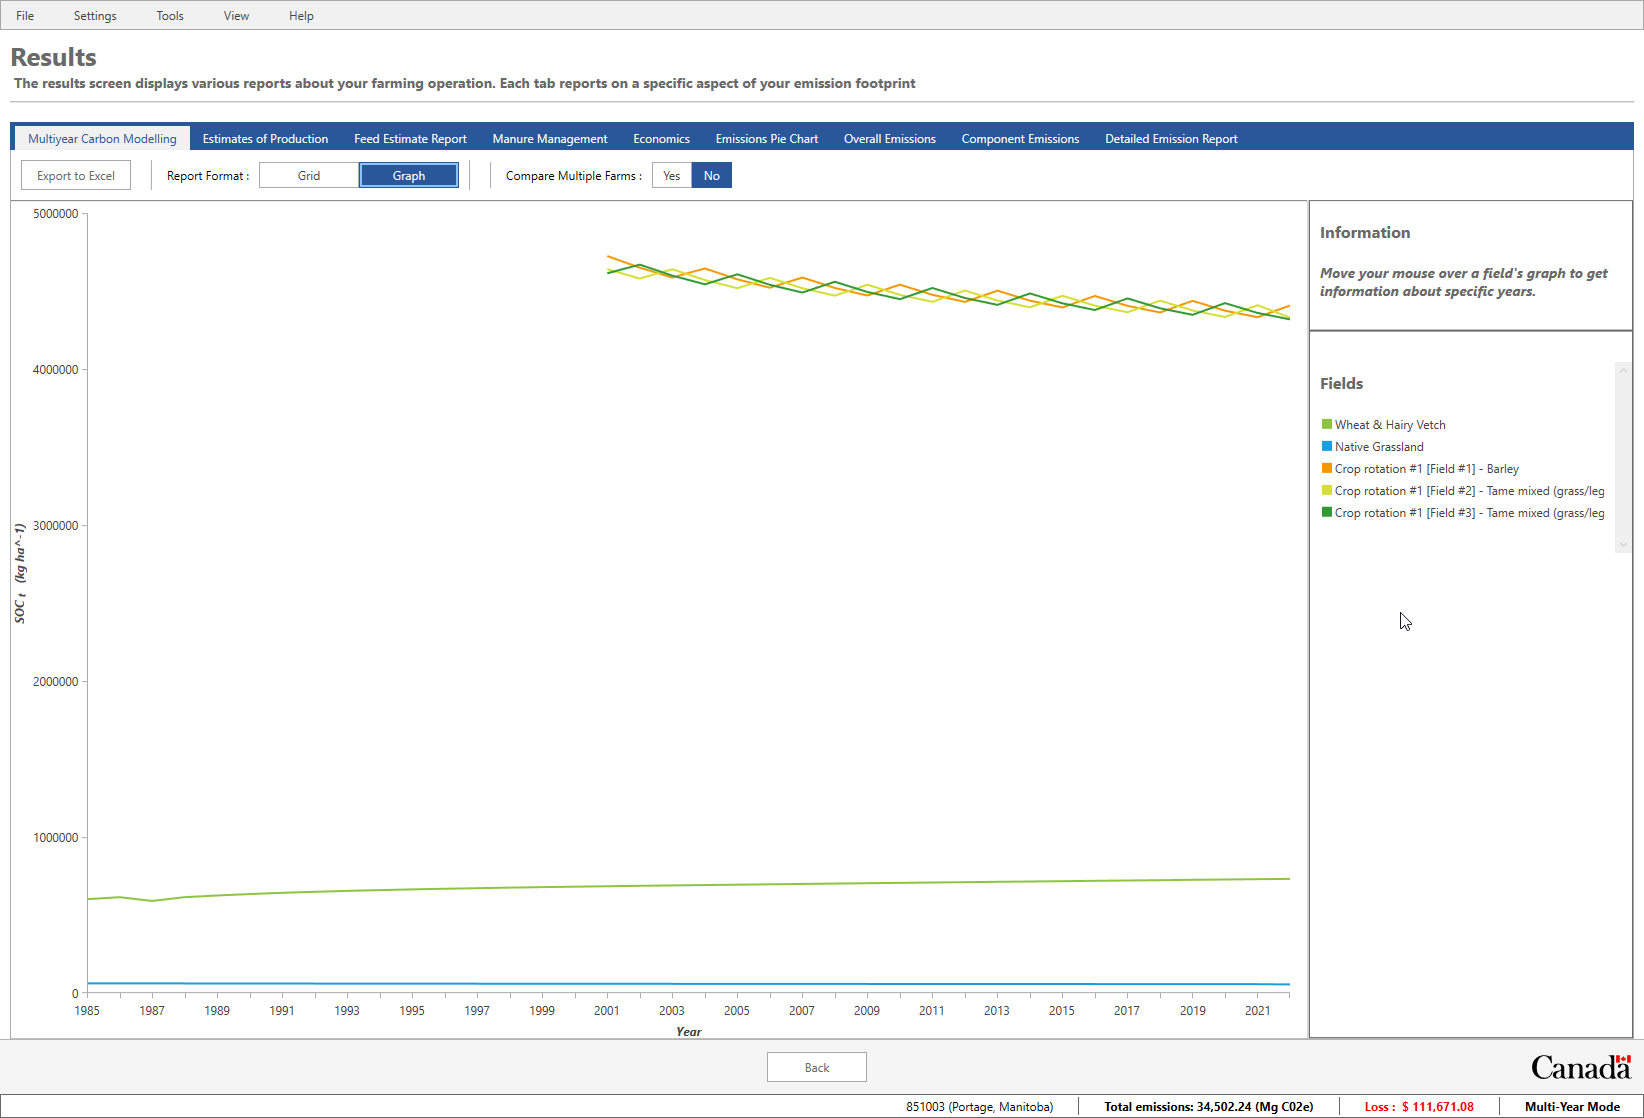 File Settings Tools View Help
Results
The results screen displays various reports about your farming operation. Each tab reports on a specific aspect of your emission footprint
Multiyear Carbon Modelling Estimates of Production Feed Estimate Report Manure Management Economics Emissions Pie Chart Overall Emissions Component Emissions Detailed Emission Report
Export to Excel Report Format : Grid Graph Compare Multiple Farms : Yes No
5000000
4000000
3000000
2000000
1000000
0
SOC t (kg ha^-1)
1985 1987 1989 1991 1993 1995 1997 1999 2001 2003 2005 2007 2009 2011 2013 2015 2017 2019 2021
Year
Information
Move your mouse over a field's graph to get
information about specific years.
Fields
Wheat & Hairy Vetch
Native Grassland
Crop rotation #1 [Field #1] - Barley
Crop rotation #1 [Field #2] - Tame mixed (grass/leg
Crop rotation #1 [Field #3] - Tame mixed (grass/leg
Back
Canada
851003 (Portage, Manitoba) Total emissions: 34,502.24 (Mg C02e) Loss : $ 111,671.08 Multi-Year Mode